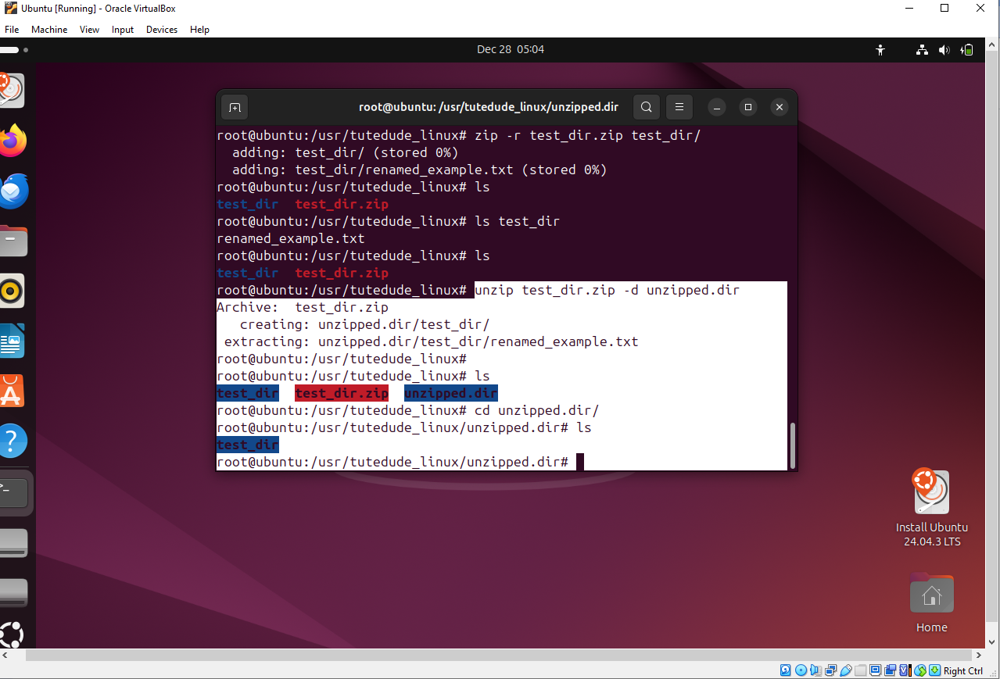 Ubuntu [Running] - Oracle VirtualBox
File Machine View Input Devices Help
Dec 28 05:04
root@ubuntu: /usr/tutedude_linux/unzipped.dir
root@ubuntu:/usr/tutedude_linux# zip -r test_dir.zip test_dir/
  adding: test_dir/ (stored 0%)
  adding: test_dir/renamed_example.txt (stored 0%)
root@ubuntu:/usr/tutedude_linux# ls
test_dir  test_dir.zip
root@ubuntu:/usr/tutedude_linux# ls test_dir
renamed_example.txt
root@ubuntu:/usr/tutedude_linux# ls
test_dir  test_dir.zip
root@ubuntu:/usr/tutedude_linux# unzip test_dir.zip -d unzipped.dir
Archive:  test_dir.zip
   creating: unzipped.dir/test_dir/
 extracting: unzipped.dir/test_dir/renamed_example.txt
root@ubuntu:/usr/tutedude_linux#
root@ubuntu:/usr/tutedude_linux# ls
test_dir  test_dir.zip  unzipped.dir
root@ubuntu:/usr/tutedude_linux# cd unzipped.dir/
root@ubuntu:/usr/tutedude_linux/unzipped.dir# ls
test_dir
root@ubuntu:/usr/tutedude_linux/unzipped.dir#
Install Ubuntu
24.04.3 LTS
Home
Right Ctrl